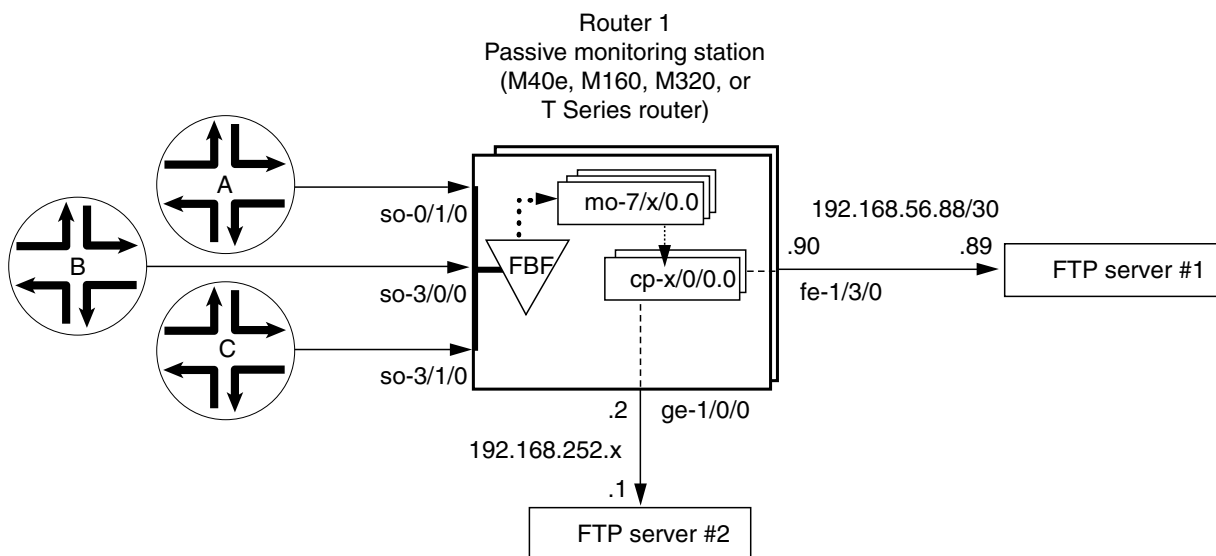 Router 1
Passive monitoring station
(M40e, M160, M320, or
T Series router)
A
so-0/1/0
mo-7/x/0.0
192.168.56.88/30
B
FBF
cp-x/0/0.0
.90
.89
FTP server #1
so-3/0/0
fe-1/3/0
C
so-3/1/0
.2
ge-1/0/0
192.168.252.x
.1
FTP server #2